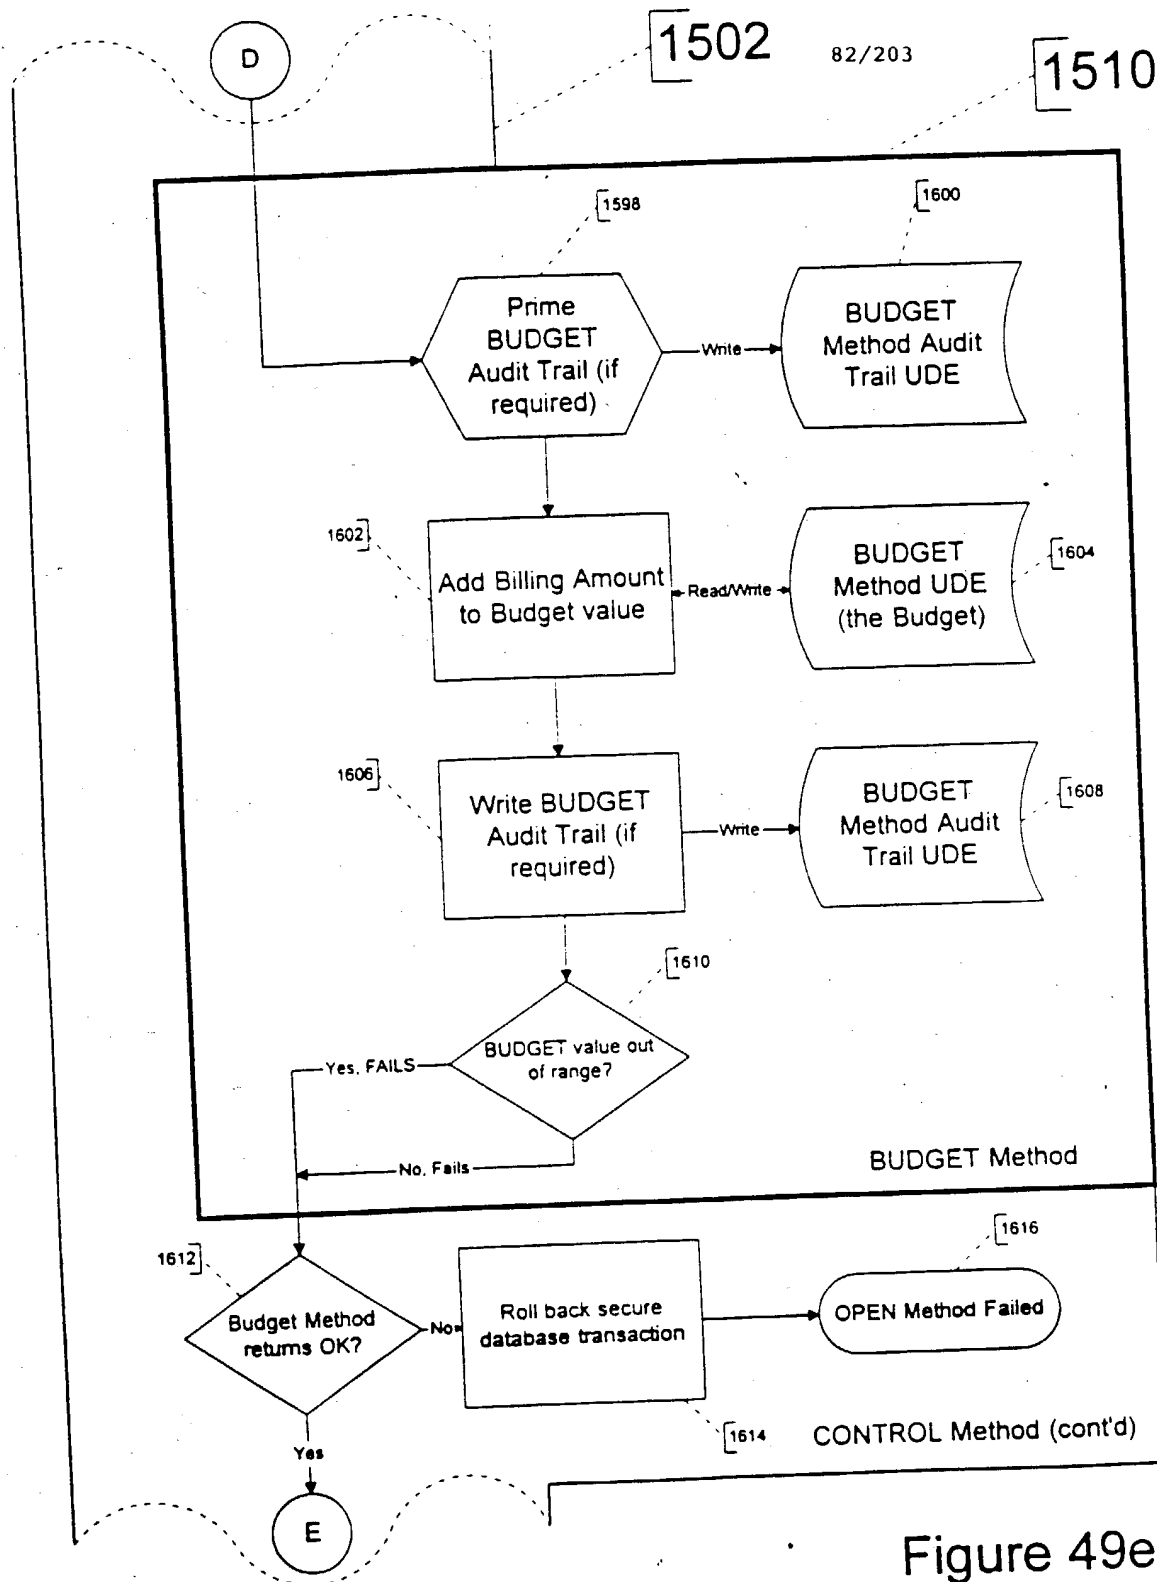 D
1502
82/203
1510
1598
1600
Prime
BUDGET
Audit Trail (if
required)
Write
BUDGET
Method Audit
Trail UDE
1602
Add Billing Amount
to Budget value
Read/Write
BUDGET
Method UDE
(the Budget)
1604
1606
Write BUDGET
Audit Trail (if
required)
Write
BUDGET
Method Audit
Trail UDE
1608
1610
BUDGET value out
of range?
Yes, FAILS
No, Fails
BUDGET Method
1612
Budget Method
returns OK?
No
Roll back secure
database transaction
1616
OPEN Method Failed
1614
CONTROL Method (cont'd)
Yes
E
Figure 49e